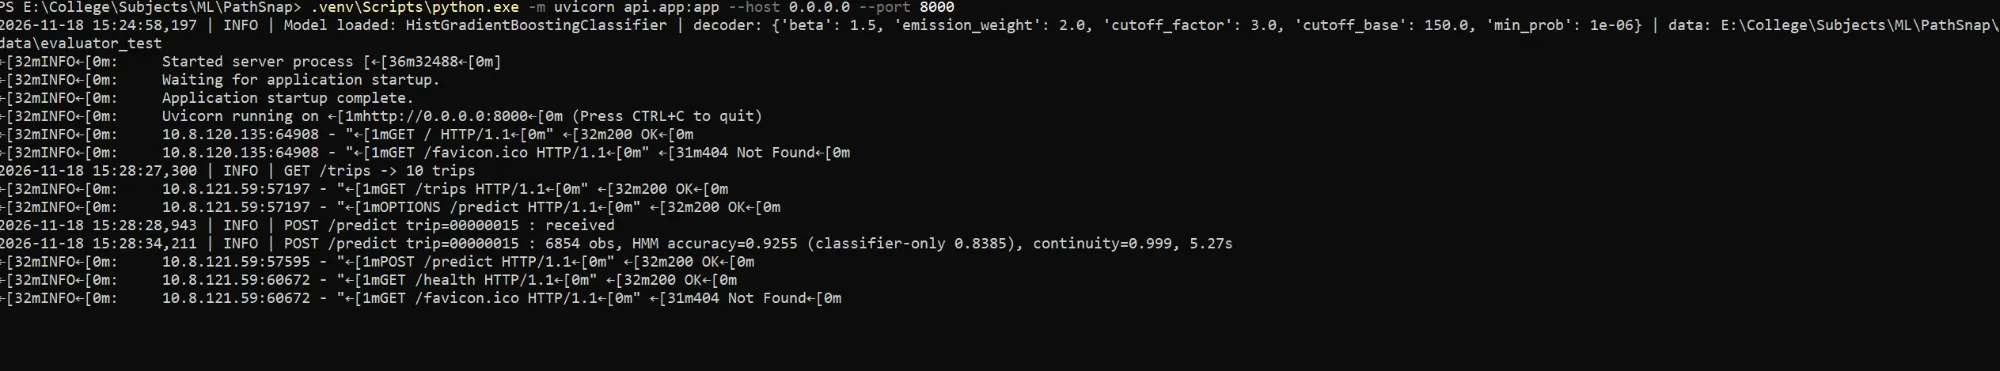 PS E:\College\Subjects\ML\PathSnap> .venv\Scripts\python.exe -m uvicorn api.app:app --host 0.0.0.0 --port 8000
2026-11-18 15:24:58,197 | INFO | Model loaded: HistGradientBoostingClassifier | decoder: {'beta': 1.5, 'emission_weight': 2.0, 'cutoff_factor': 3.0, 'cutoff_base': 150.0, 'min_prob': 1e-06} | data: E:\College\Subjects\ML\PathSnap\
data\evaluator_test
←[32mINFO←[0m:     Started server process [←[36m32488←[0m]
←[32mINFO←[0m:     Waiting for application startup.
←[32mINFO←[0m:     Application startup complete.
←[32mINFO←[0m:     Uvicorn running on ←[1mhttp://0.0.0.0:8000←[0m (Press CTRL+C to quit)
←[32mINFO←[0m:     10.8.120.135:64908 - "←[1mGET / HTTP/1.1←[0m" ←[32m200 OK←[0m
←[32mINFO←[0m:     10.8.120.135:64908 - "←[1mGET /favicon.ico HTTP/1.1←[0m" ←[31m404 Not Found←[0m
2026-11-18 15:28:27,300 | INFO | GET /trips -> 10 trips
←[32mINFO←[0m:     10.8.121.59:57197 - "←[1mGET /trips HTTP/1.1←[0m" ←[32m200 OK←[0m
←[32mINFO←[0m:     10.8.121.59:57197 - "←[1mOPTIONS /predict HTTP/1.1←[0m" ←[32m200 OK←[0m
2026-11-18 15:28:28,943 | INFO | POST /predict trip=00000015 : received
2026-11-18 15:28:34,211 | INFO | POST /predict trip=00000015 : 6854 obs, HMM accuracy=0.9255 (classifier-only 0.8385), continuity=0.999, 5.27s
←[32mINFO←[0m:     10.8.121.59:57595 - "←[1mPOST /predict HTTP/1.1←[0m" ←[32m200 OK←[0m
←[32mINFO←[0m:     10.8.121.59:60672 - "←[1mGET /health HTTP/1.1←[0m" ←[32m200 OK←[0m
←[32mINFO←[0m:     10.8.121.59:60672 - "←[1mGET /favicon.ico HTTP/1.1←[0m" ←[31m404 Not Found←[0m